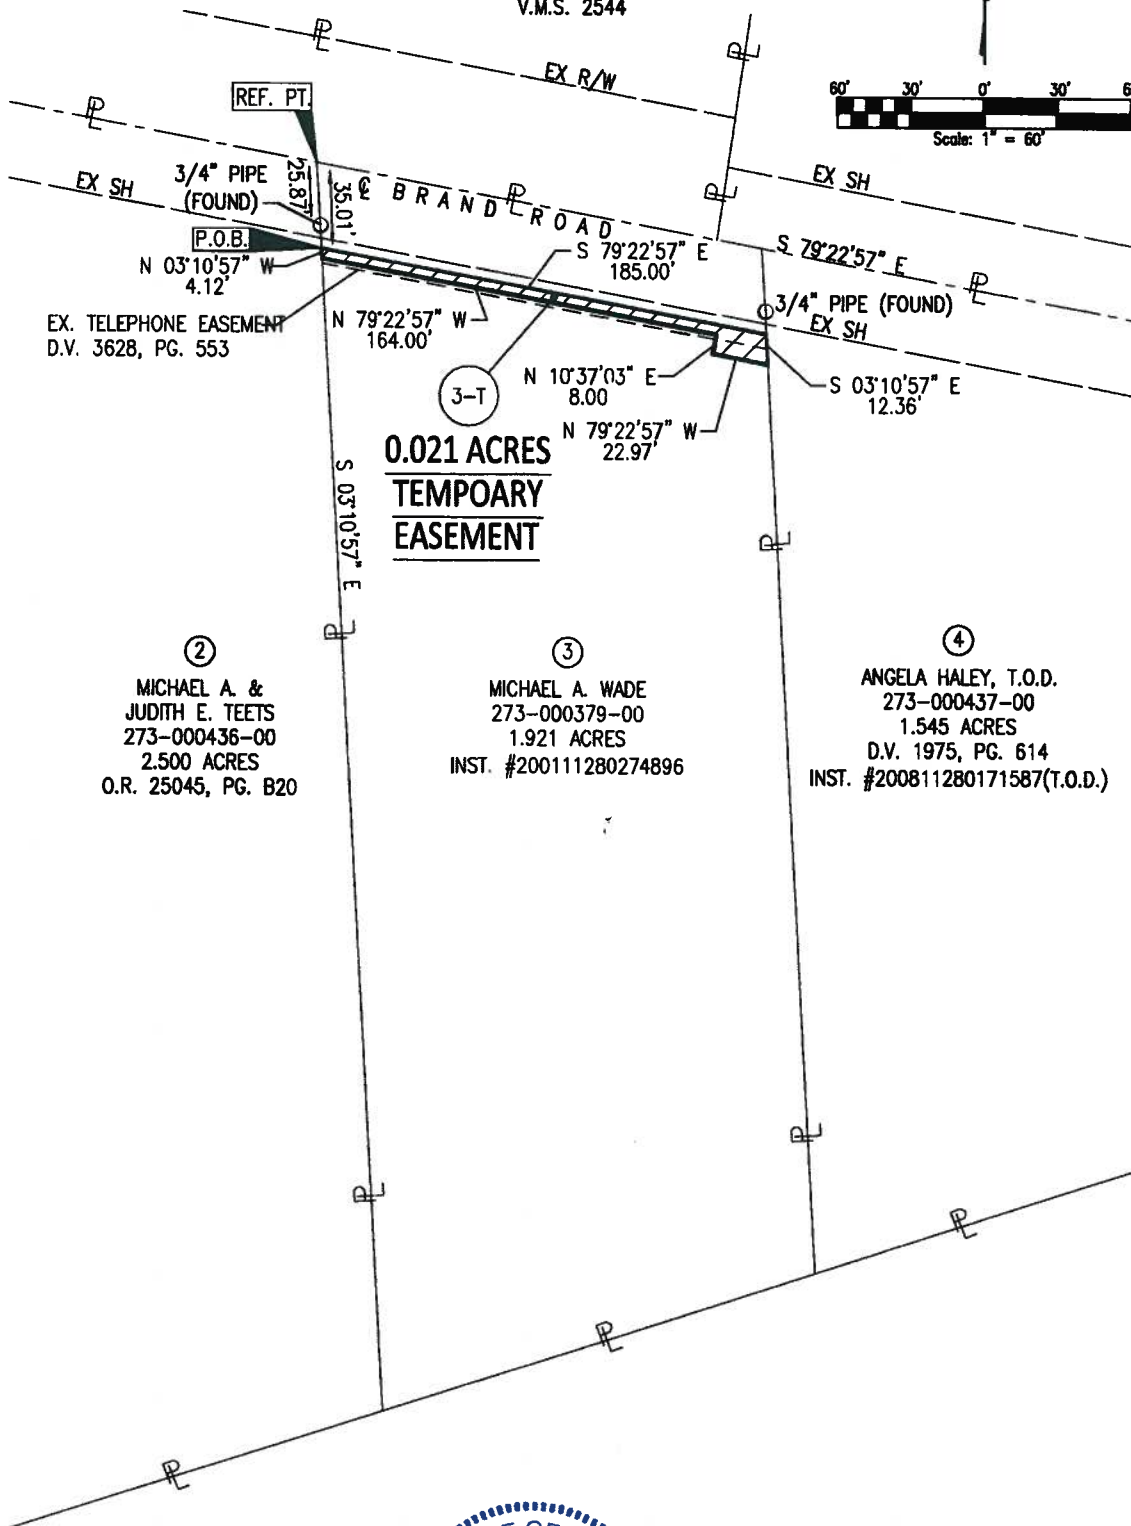 V.M.S. 2544
EX R/W
REF. PT.
60' 30' 0' 30'
Scale: 1" = 60'
3/4" PIPE
(FOUND)
25.87'
35.01'
EX SH
℄ BRAND ROAD
EX SH
P.O.B.
N 03°10'57" W
4.12'
S 79°22'57" E
185.00'
S 79°22'57" E
3/4" PIPE (FOUND)
EX SH
EX. TELEPHONE EASEMENT
D.V. 3628, PG. 553
N 79°22'57" W
164.00'
N 10°37'03" E
8.00
S 03°10'57" E
12.36'
3-T
N 79°22'57" W
22.97'
0.021 ACRES
TEMPOARY
EASEMENT
S 03°10'57" E
2
MICHAEL A. &
JUDITH E. TEETS
273-000436-00
2.500 ACRES
O.R. 25045, PG. B20
3
MICHAEL A. WADE
273-000379-00
1.921 ACRES
INST. #200111280274896
4
ANGELA HALEY, T.O.D.
273-000437-00
1.545 ACRES
D.V. 1975, PG. 614
INST. #200811280171587(T.O.D.)